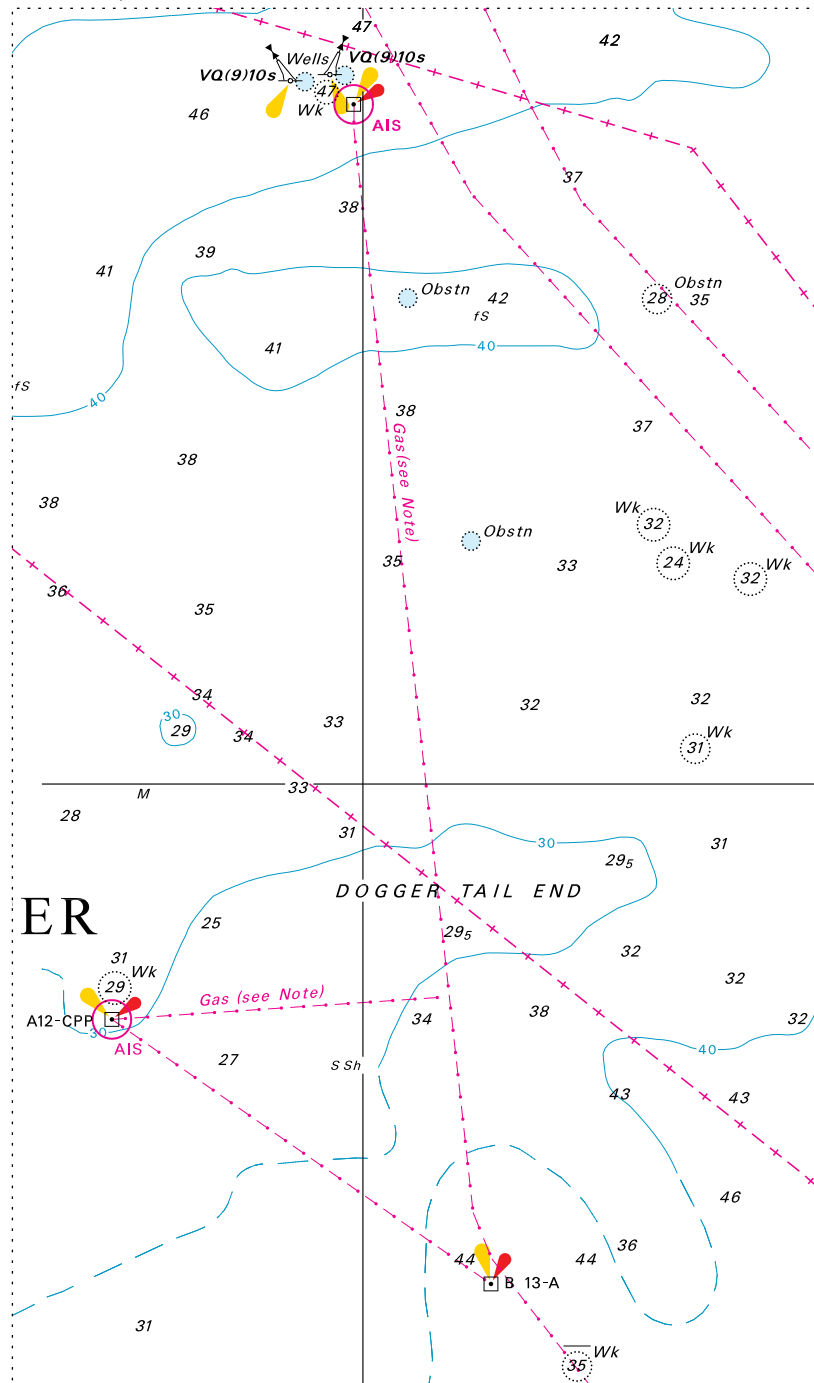 47
42
Wells
VQ(9)10s
VQ(9)10s
47
Wk
46
AIS
37
38
39
41
Obstn
42
28
Obstn
35
fS
41
40
fS
40
38
Gas (see Note)
37
38
38
Wk
32
Obstn
Wk
24
Wk
32
35
33
36
35
34
32
32
30
29
33
34
Wk
31
33
M
28
31
30
31
29₅
DOGGER TAIL END
ER
25
29₅
32
31
Wk
29
32
Gas (see Note)
A12-CPP
30
34
38
32
AIS
40
27
S Sh
43
43
46
36
44
44
B 13-A
31
Wk
35